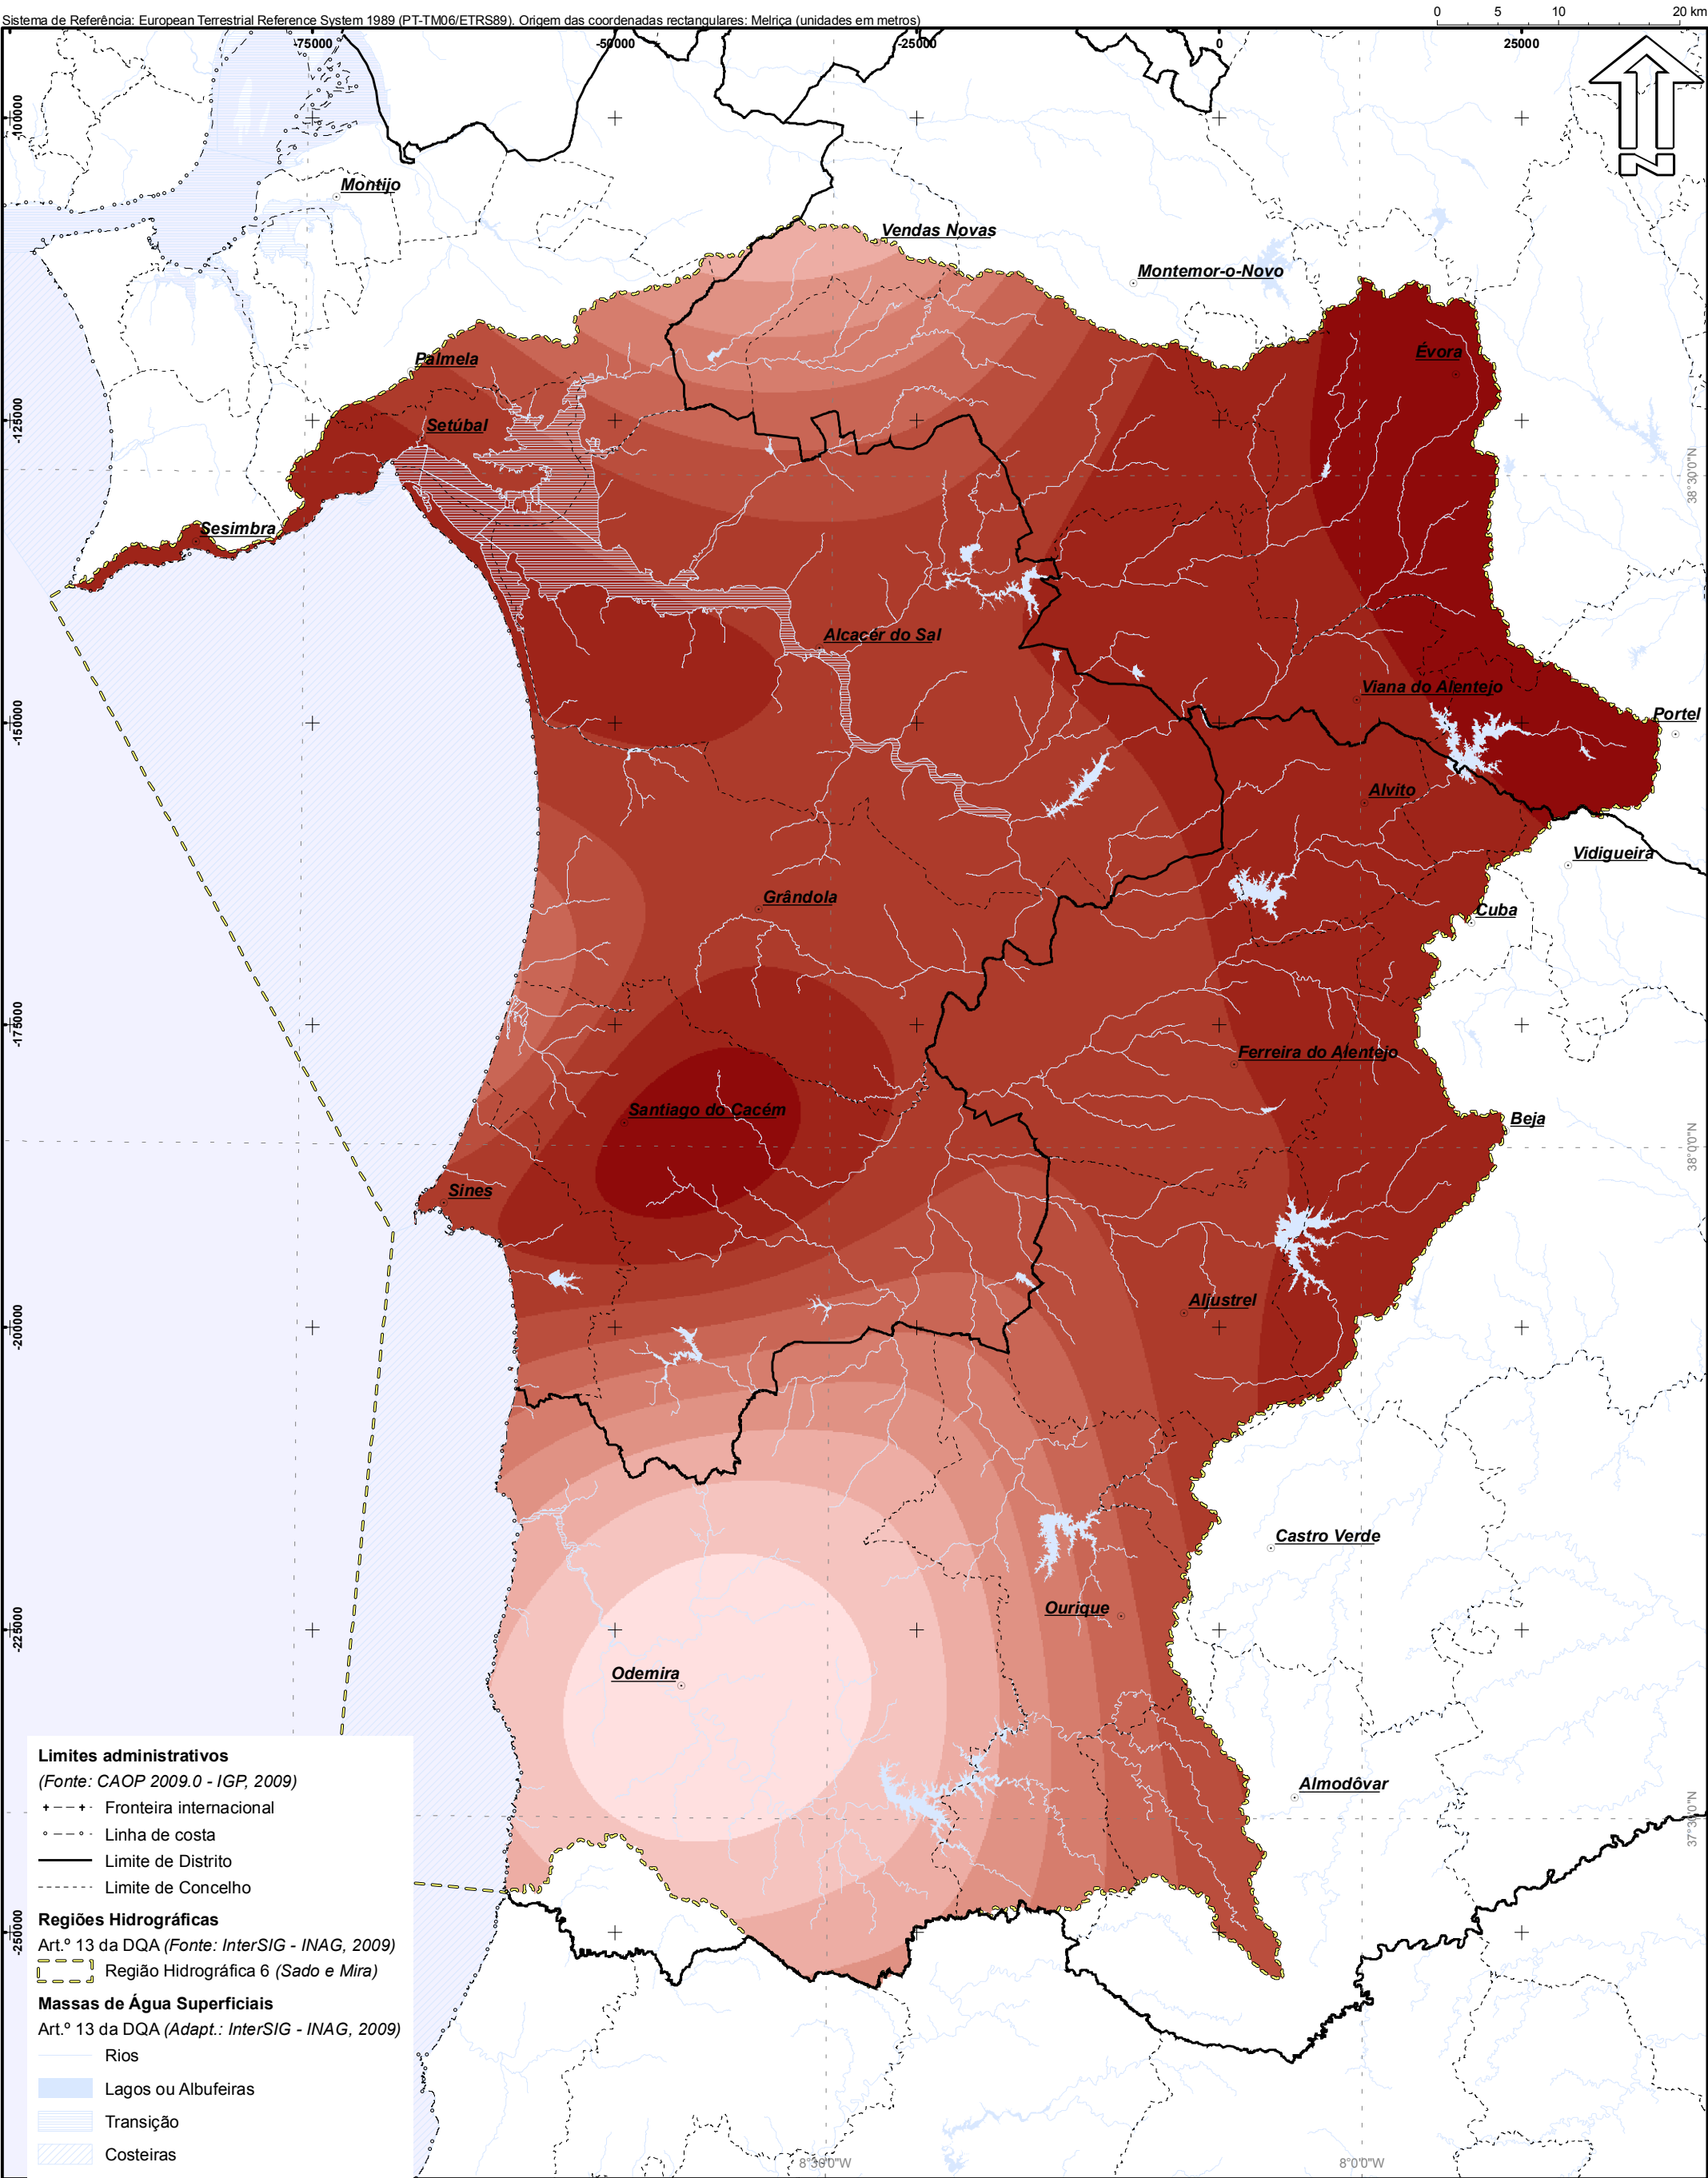 Sistema de Referência: European Terrestrial Reference System 1989 (PT-TM06/ETRS89). Origem das coordenadas rectangulares: Melriça (unidades em metros)
0 5 10 20 km
-75000 -50000 -25000 0 25000
-100000
Montijo
Vendas Novas
Montemor-o-Novo
Évora
Palmela
-125000
Setúbal
38°30'0"N
Sesimbra
Alcácer do Sal
Viana do Alentejo
Portel
-150000
Alvito
Vidigueira
Grândola
Cuba
-175000
Ferreira do Alentejo
Santiago do Cacém
Beja
38°0'0"N
Sines
Aljustrel
-200000
Castro Verde
Ourique
-225000
Odemira
Almodôvar
37°30'0"N
-250000
8°30'0"W
8°0'0"W
Limites administrativos
(Fonte: CAOP 2009.0 - IGP, 2009)
Fronteira internacional
Linha de costa
Limite de Distrito
Limite de Concelho
Regiões Hidrográficas
Art.º 13 da DQA (Fonte: InterSIG - INAG, 2009)
Região Hidrográfica 6 (Sado e Mira)
Massas de Água Superficiais
Art.º 13 da DQA (Adapt.: InterSIG - INAG, 2009)
Rios
Lagos ou Albufeiras
Transição
Costeiras
N